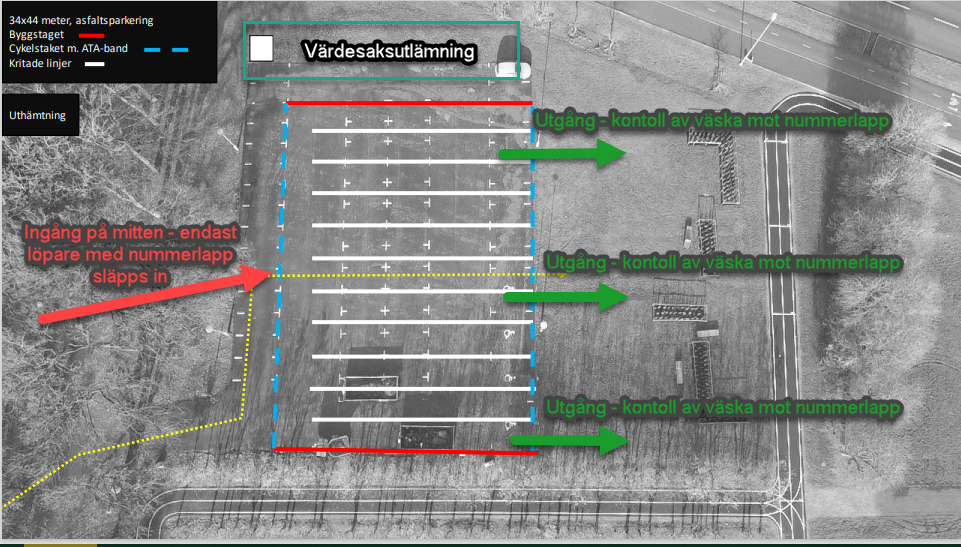 34x44 meter, asfaltsparkering
Byggstaget
Cykelstaket m. ATA-band
Kritade linjer
Uthämtning
Värdesaksutlämning
Utgång - kontoll av väska mot nummerlapp
Ingång på mitten - endast
löpare med nummerlapp
släpps in
Utgång - kontoll av väska mot nummerlapp
Utgång - kontoll av väska mot nummerlapp